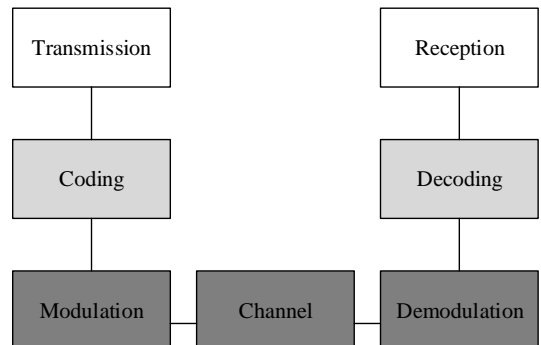 Transmission
Reception
Coding
Decoding
Modulation
Channel
Demodulation